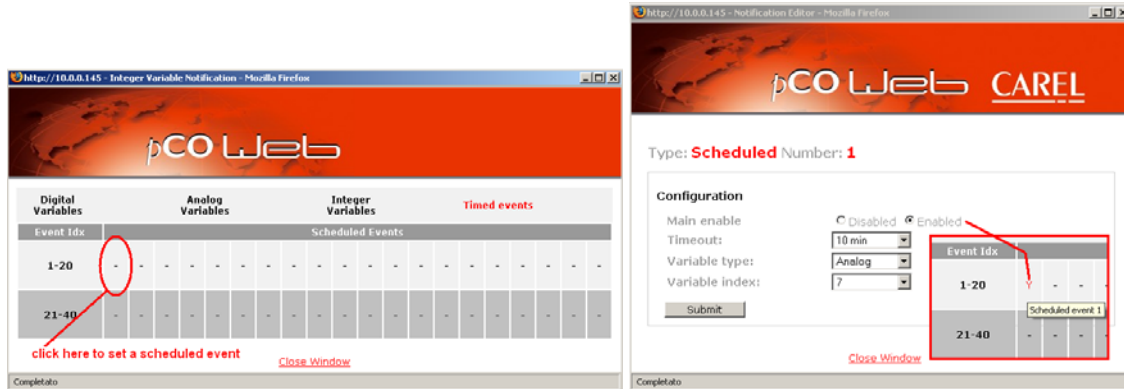 http://10.0.0.145 - Integer Variable Notification - Mozilla Firefox
pCO Web
Digital Variables Analog Variables Integer Variables Timed events
Event Idx Scheduled Events
1-20 - - - - - - - - - - - - - - - - - - - -
21-40 - - - - - - - - - - - - - - - - - - - -
click here to set a scheduled event
Close Window
Completato
http://10.0.0.145 - Notification Editor - Mozilla Firefox
pCO Web CAREL
Type: Scheduled Number: 1
Configuration
Main enable Disabled Enabled
Timeout: 10 min
Variable type: Analog
Variable index: 7
Submit
Event Idx
1-20 Y - - -
Scheduled event 1
21-40 - - - -
Close Window
Completato